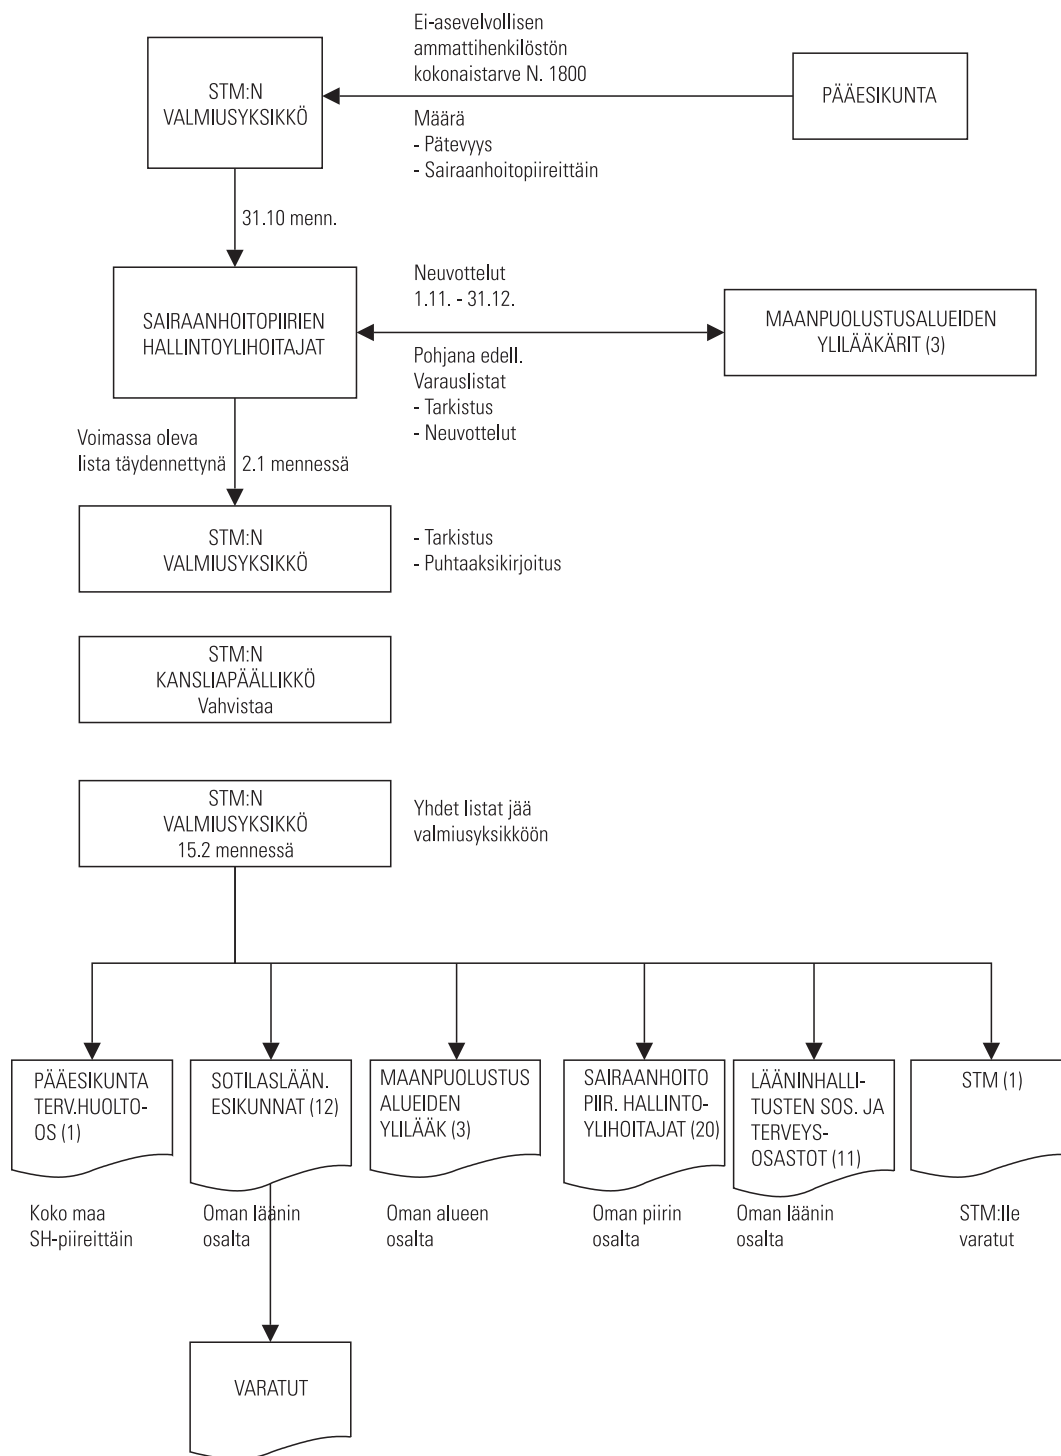 Ei-asevelvollisen
ammattihenkilöstön
kokonaistarve N. 1800
STM:N
VALMIUSYKSIKKÖ
PÄÄESIKUNTA
Määrä
- Pätevyys
- Sairaanhoitopiireittäin
31.10 menn.
Neuvottelut
1.11. - 31.12.
SAIRAANHOITOPIIRIEN
HALLINTOYLIHOITAJAT
MAANPUOLUSTUSALUEIDEN
YLILÄÄKÄRIT (3)
Pohjana edell.
Varauslistat
- Tarkistus
- Neuvottelut
Voimassa oleva
lista täydennettynä
2.1 mennessä
STM:N
VALMIUSYKSIKKÖ
- Tarkistus
- Puhtaaksikirjoitus
STM:N
KANSLIAPÄÄLLIKKÖ
Vahvistaa
STM:N
VALMIUSYKSIKKÖ
15.2 mennessä
Yhdet listat jää
valmiusyksikköön
PÄÄESIKUNTA
TERV.HUOLTO-
OS (1)
SOTILASLÄÄN.
ESIKUNNAT (12)
MAANPUOLUSTUS
ALUEIDEN
YLILÄÄK (3)
SAIRAANHOITO
PIIR. HALLINTO-
YLIHOITAJAT (20)
LÄÄNINHALLI-
TUSTEN SOS. JA
TERVEYS-
OSASTOT (11)
STM (1)
Koko maa
SH-piireittäin
Oman läänin
osalta
Oman alueen
osalta
Oman piirin
osalta
Oman läänin
osalta
STM:lle
varatut
VARATUT